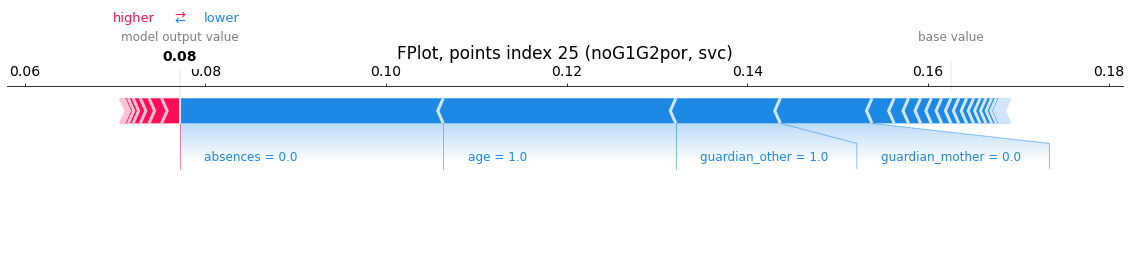 higher ⇄ lower
model output value
base value
0.08
FPlot, points index 25 (noG1G2por, svc)
0.06 0.08 0.10 0.12 0.14 0.16 0.18
absences = 0.0 age = 1.0 guardian_other = 1.0 guardian_mother = 0.0